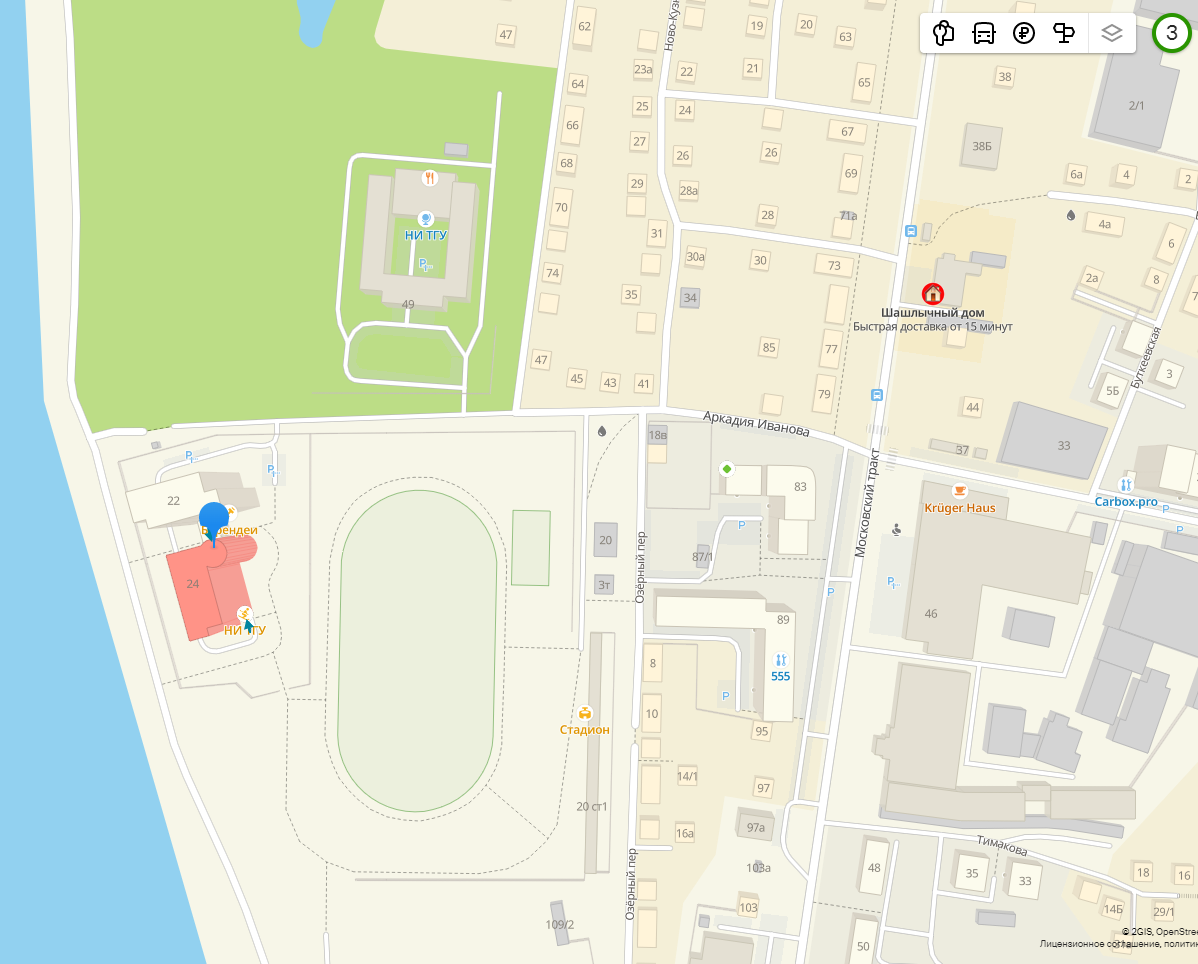 3
47
62
Ново-Куз
19
20
63
23а
22
21
38
64
65
2/1
25
24
66
67
27
38Б
26
26
68
69
6а
4
2
29
28а
70
28
71а
4а
НИ ТГУ
31
6
30а
30
73
2а
8
74
35
34
49
Шашлычный дом
Быстрая доставка от 15 минут
85
77
47
Буткеевская
3
45
43
41
79
5Б
44
Аркадия Иванова
18в
37
33
Московский тракт
83
22
Carbox.pro
Krüger Haus
P
P
P
20
87/1
Озёрный пер
24
3т
P
46
89
НИ ТГУ
8
555
P
10
Стадион
95
14/1
97
20 ст1
97а
16а
Тимакова
103а
48
35
33
18
16
Озёрный пер
103
14Б
29/1
109/2
50
© 2GIS, OpenStre
Лицензионное соглашение, политик